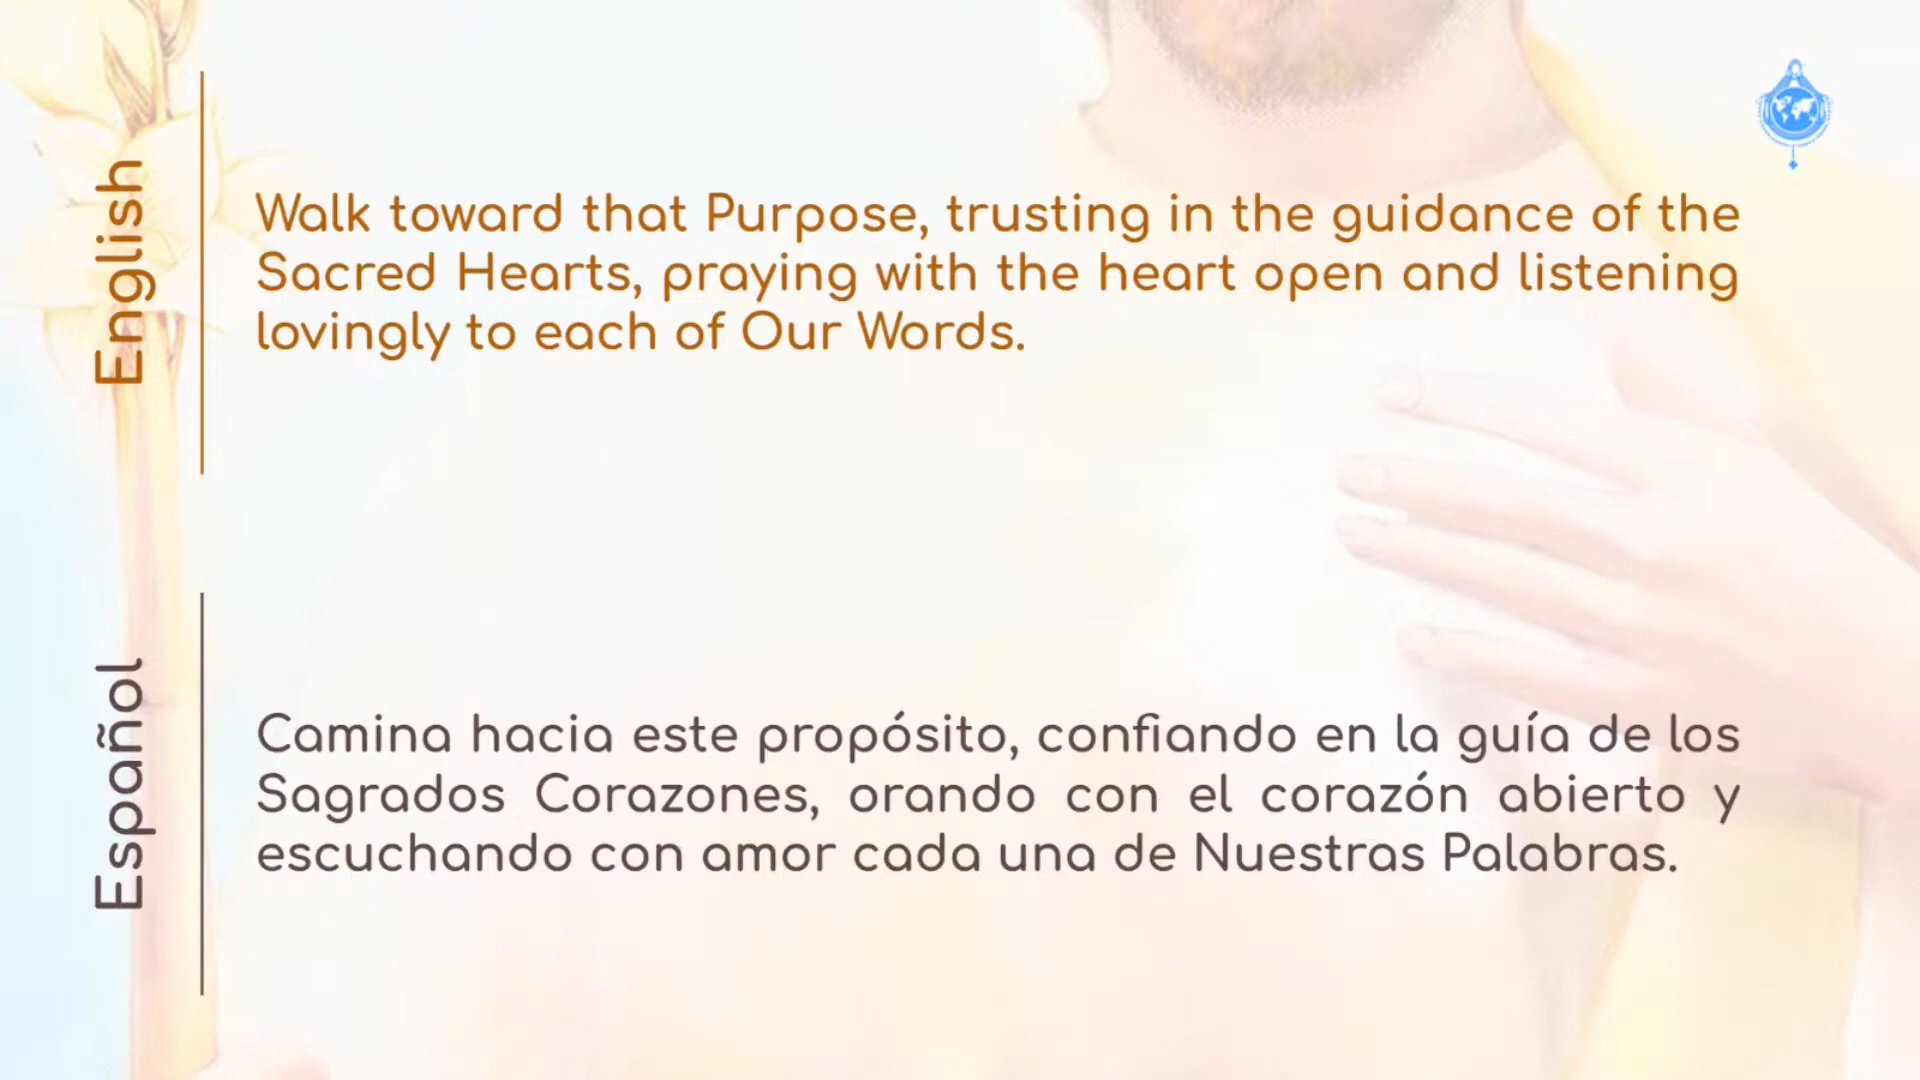 English
Walk toward that Purpose, trusting in the guidance of the
Sacred Hearts, praying with the heart open and listening
lovingly to each of Our Words.
Español
Camina hacia este propósito, confiando en la guía de los
Sagrados Corazones, orando con el corazón abierto y
escuchando con amor cada una de Nuestras Palabras.